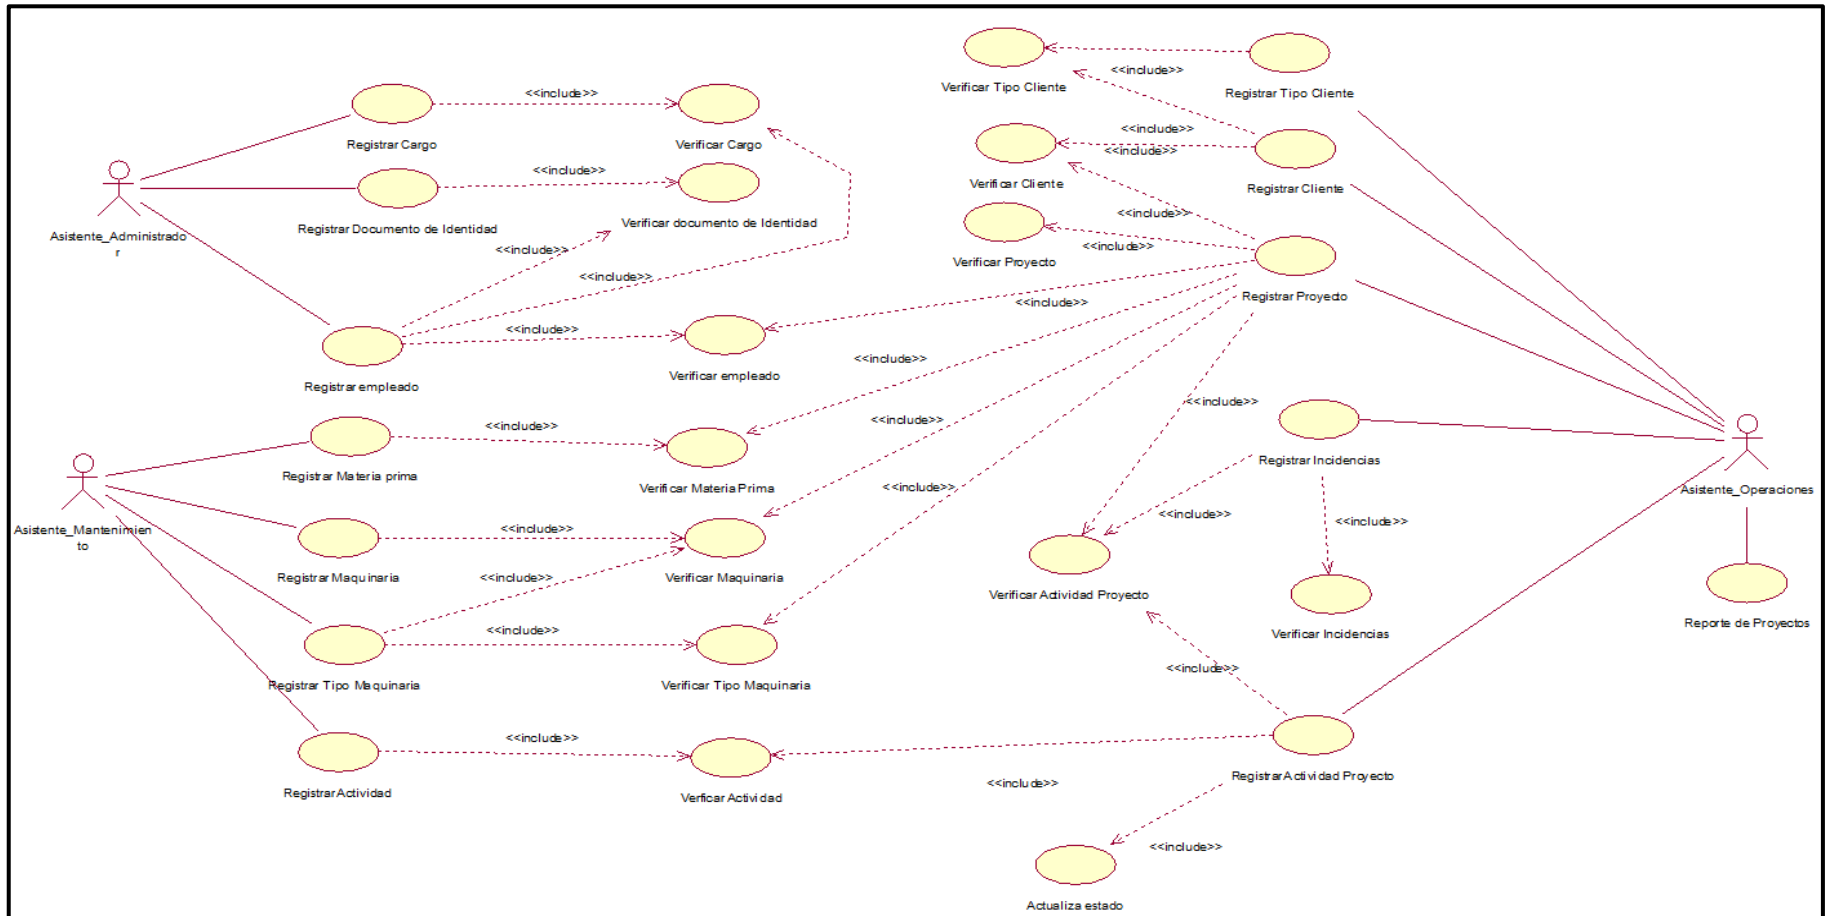 <<include>>
Verificar Tipo Cliente
Registrar Tipo Cliente
<<include>>
Registrar Cargo
Verificar Cargo
<<include>>
<<include>>
Verificar Cliente
Registrar Cliente
<<include>>
Asistente_Administrado
r
Registrar Documento de Identidad
Verificar documento de Identidad
<<include>>
<<include>>
<<include>>
Verificar Proyecto
<<include>>
<<include>>
Registrar Proyecto
<<include>>
<<include>>
Registrar empleado
Verificar empleado
<<include>>
<<include>>
<<include>>
<<include>>
Registrar Materia prima
Verificar Materia Prima
<<include>>
Registrar Incidencias
Asistente_Operaciones
Asistente_Mantenimien
to
<<include>>
<<include>>
<<include>>
Registrar Maquinaria
Verificar Maquinaria
<<include>>
Verificar Actividad Proyecto
Verificar Incidencias
Reporte de Proyectos
<<include>>
Registrar Tipo Maquinaria
Verificar Tipo Maquinaria
<<include>>
<<include>>
Registrar Actividad
Verficar Actividad
<<include>>
Registrar Actividad Proyecto
<<include>>
Actualiza estado